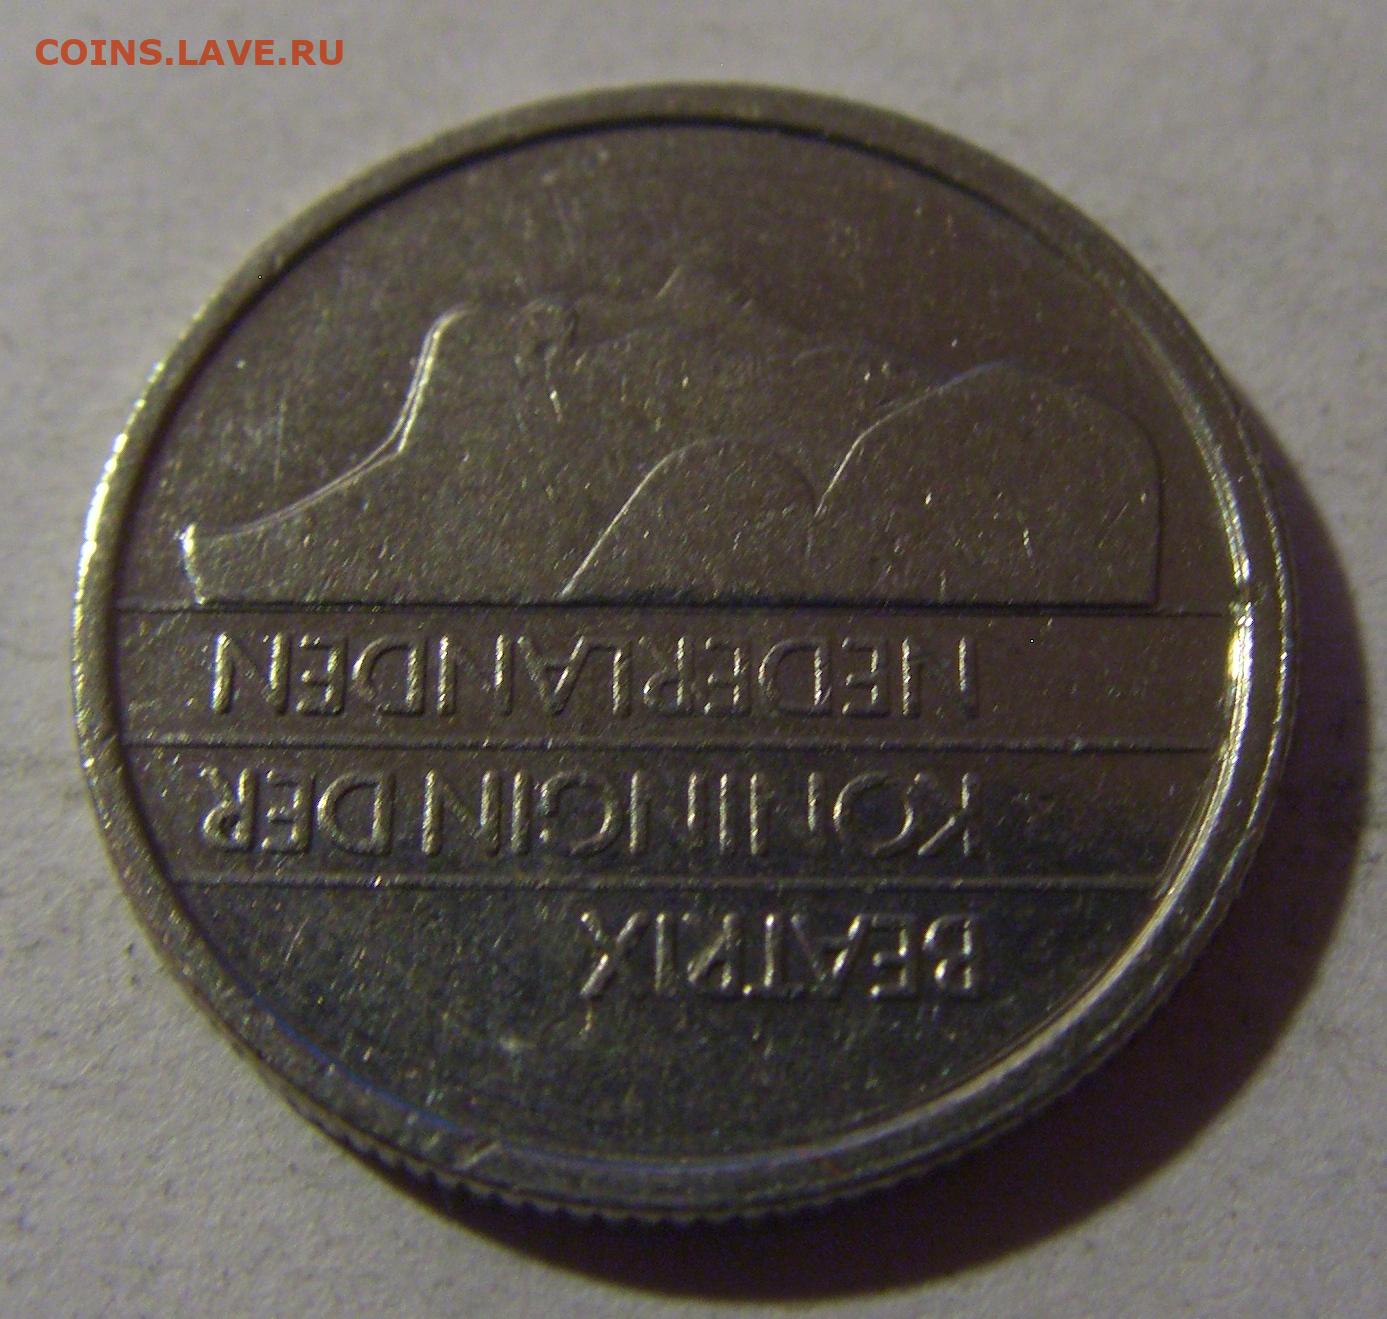 COINS.LAVE.RU
BEATRIX
KONINGIN DER
NEDERLANDEN